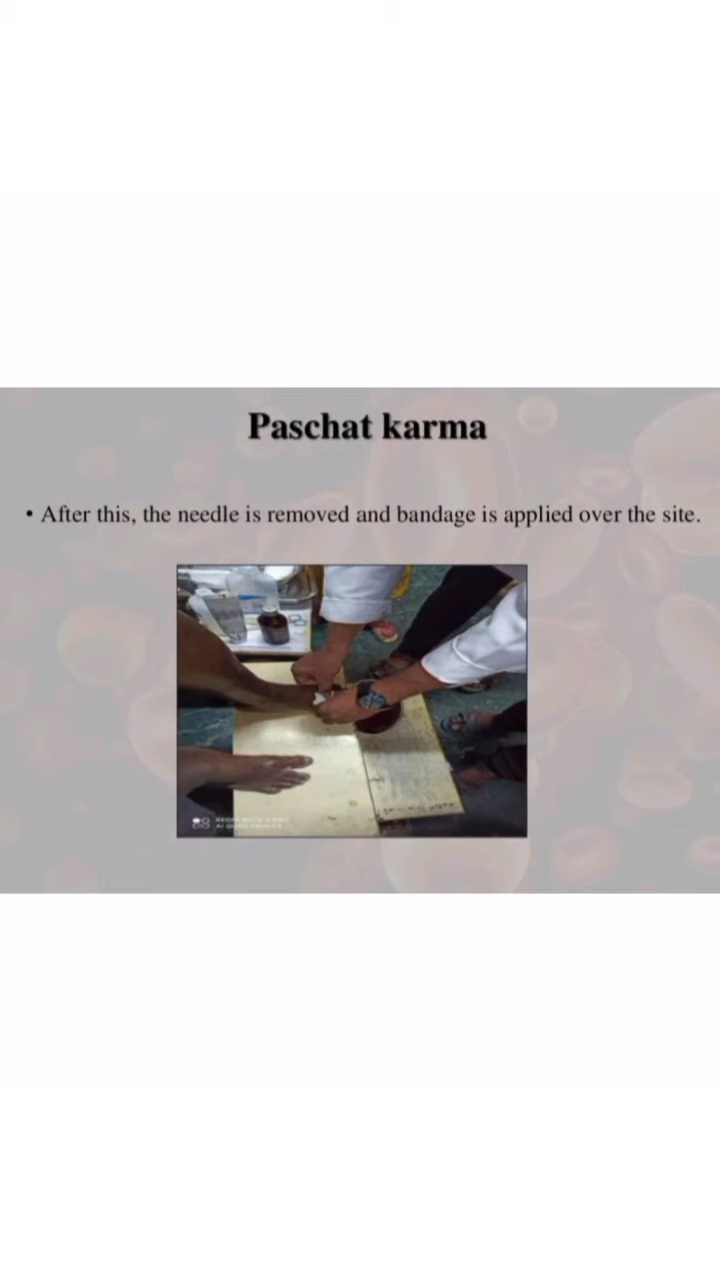 Paschat karma
• After this, the needle is removed and bandage is applied over the site.